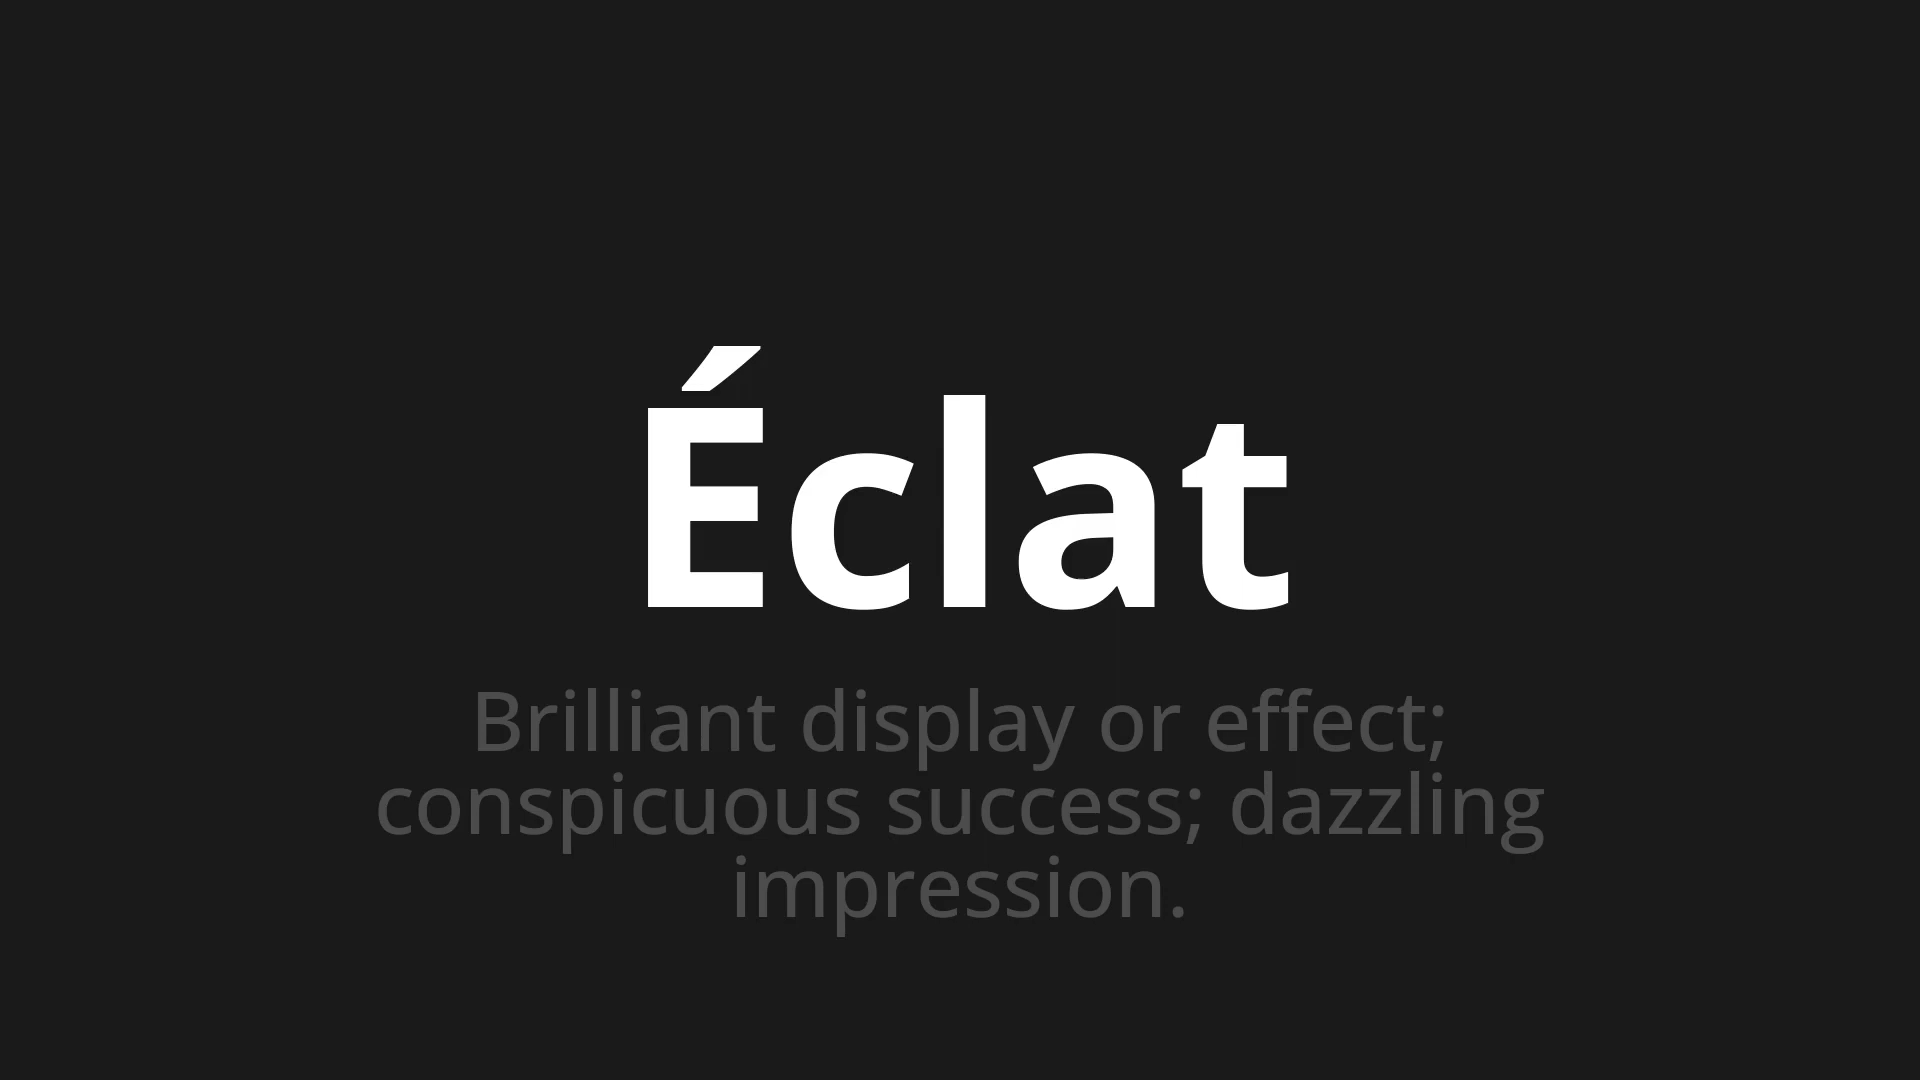 Éclat
Brilliant display or effect;
conspicuous success; dazzling
impression.